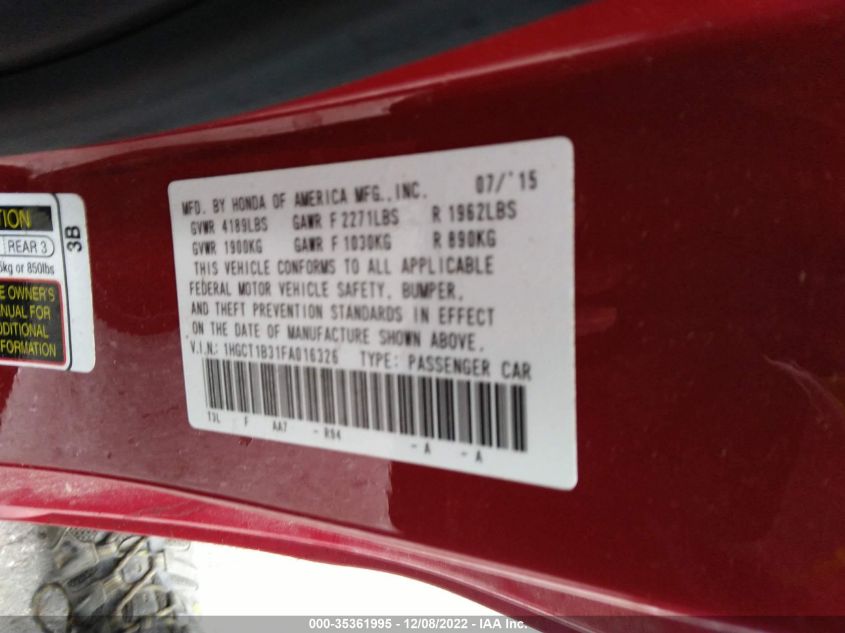 TION
REAR 3
3B
kg or 850lbs
E OWNER'S
ANUAL FOR
DDITIONAL
FORMATION
MFD. BY HONDA OF AMERICA MFG.,INC. 07/'15
GVWR 4189LBS GAWR F 2271LBS R 1962LBS
GVWR 1900KG GAWR F 1030KG R 890KG
THIS VEHICLE CONFORMS TO ALL APPLICABLE
FEDERAL MOTOR VEHICLE SAFETY, BUMPER,
AND THEFT PREVENTION STANDARDS IN EFFECT
ON THE DATE OF MANUFACTURE SHOWN ABOVE.
V.I.N.: 1HGCT1B31FA016326 TYPE: PASSENGER CAR
13L F AA7 - R94 - A - A
000-35361995 - 12/08/2022 - IAA Inc.